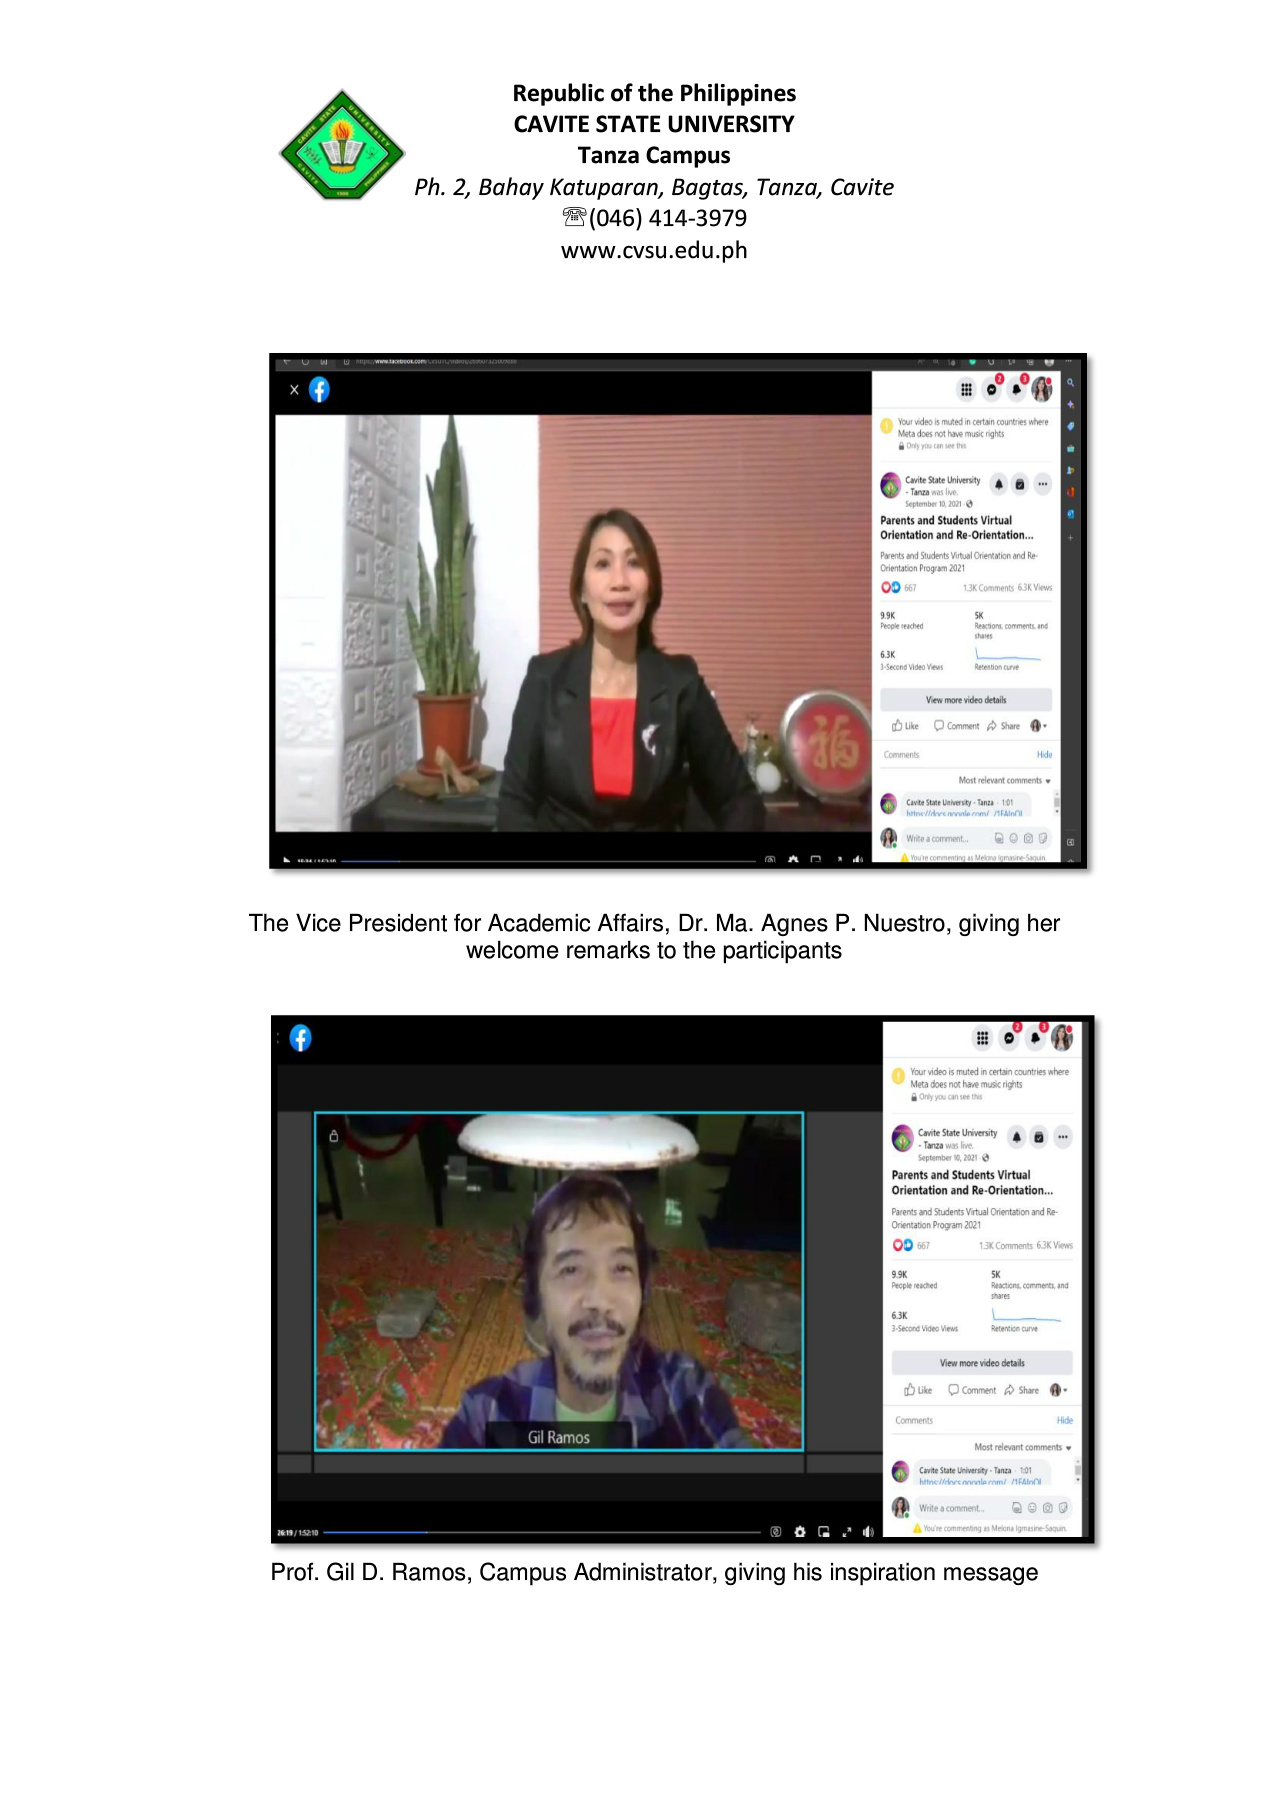 Republic of the Philippines
CAVITE STATE UNIVERSITY
Tanza Campus
Ph. 2, Bahay Katuparan, Bagtas, Tanza, Cavite
☏(046) 414-3979
www.cvsu.edu.ph
CAVITE STATE UNIVERSITY
CAVITE PHILIPPINES
1906
2
3
Your video is muted in certain countries where
Meta does not have music rights
Only you can see this
Cavite State University
- Tanza was live.
September 10, 2021 ·
Parents and Students Virtual
Orientation and Re-Orientation...
Parents and Students Virtual Orientation and Re-
Orientation Program 2021
667 1.3K Comments 6.3K Views
9.9K 5K
People reached Reactions, comments, and
shares
6.3K
3-Second Video Views Retention curve
View more video details
Like Comment Share
Comments Hide
Most relevant comments
Cavite State University - Tanza · 1:01
Write a comment...
You're commenting as Melona Igmasine-Saquin.
福
The Vice President for Academic Affairs, Dr. Ma. Agnes P. Nuestro, giving her
welcome remarks to the participants
2
3
Your video is muted in certain countries where
Meta does not have music rights
Only you can see this
Cavite State University
- Tanza was live.
September 10, 2021 ·
Parents and Students Virtual
Orientation and Re-Orientation...
Parents and Students Virtual Orientation and Re-
Orientation Program 2021
667 1.3K Comments 6.3K Views
9.9K 5K
People reached Reactions, comments, and
shares
6.3K
3-Second Video Views Retention curve
View more video details
Like Comment Share
Comments Hide
Most relevant comments
Cavite State University - Tanza · 1:01
Write a comment...
You're commenting as Melona Igmasine-Saquin.
Gil Ramos
26:19 / 1:52:10
Prof. Gil D. Ramos, Campus Administrator, giving his inspiration message